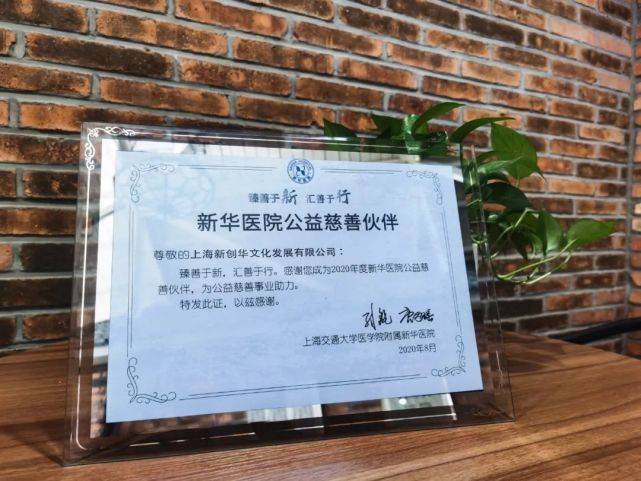 臻善于新 汇善于行
新华医院公益慈善伙伴
尊敬的上海新创华文化发展有限公司：
臻善于新，汇善于行。感谢您成为2020年度新华医院公益慈
善伙伴，为公益慈善事业助力。
特发此证，以兹感谢。
上海交通大学医学院附属新华医院
2020年8月